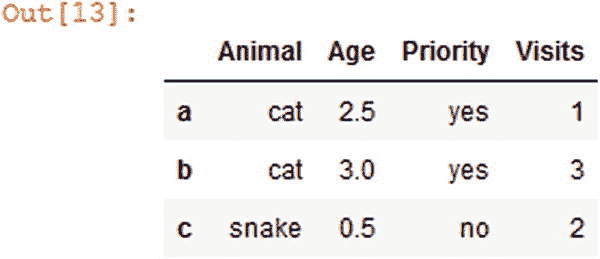 Out[13]:
Animal Age Priority Visits
a cat 2.5 yes 1
b cat 3.0 yes 3
c snake 0.5 no 2